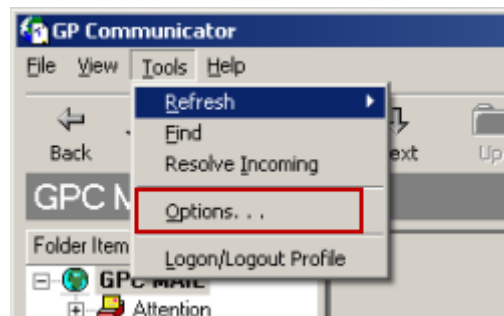 GP Communicator
File View Tools Help
Refresh
Find
Resolve Incoming
Options. . .
Logon/Logout Profile
Back
ext
Up
GPC M
Folder Item
GPC MAIL
Attention